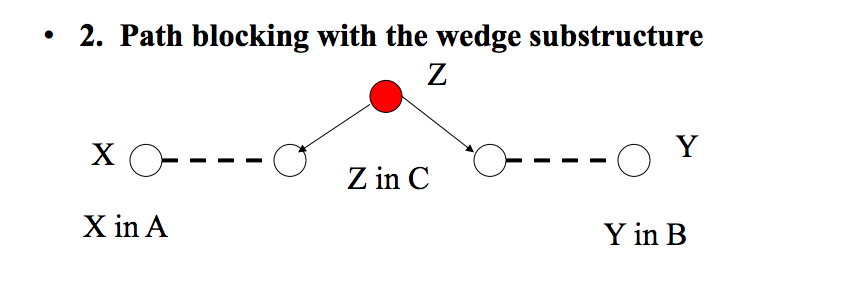 • 2. Path blocking with the wedge substructure
Z
X
Y
Z in C
X in A
Y in B